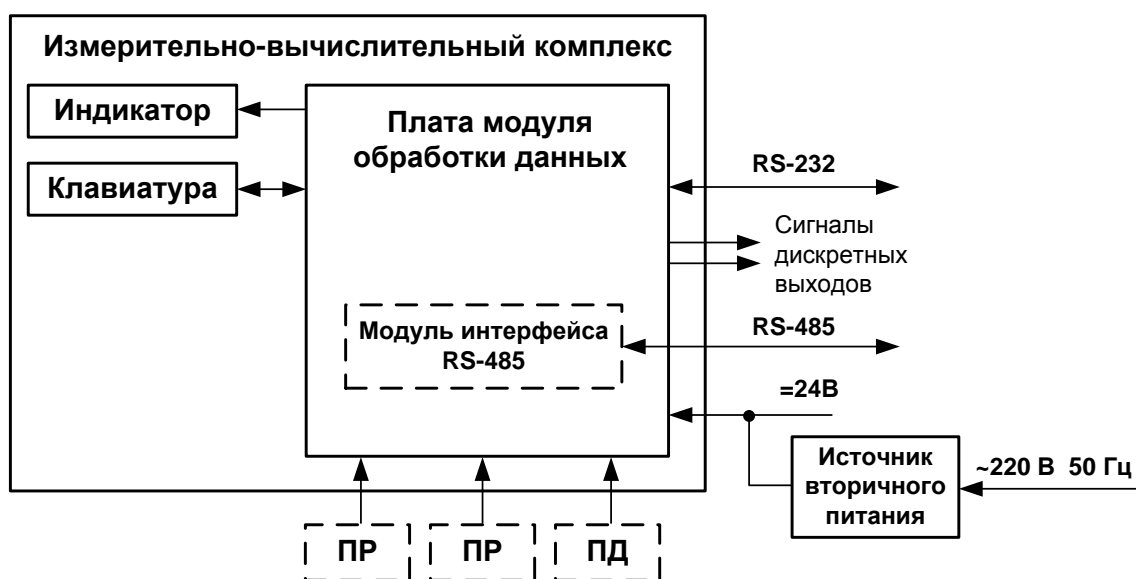 Измерительно-вычислительный комплекс
Индикатор
Клавиатура
Плата модуля
обработки данных
RS-232
Сигналы
дискретных
выходов
Модуль интерфейса
RS-485
RS-485
=24В
Источник
вторичного
питания
~220 В 50 Гц
ПР
ПР
ПД